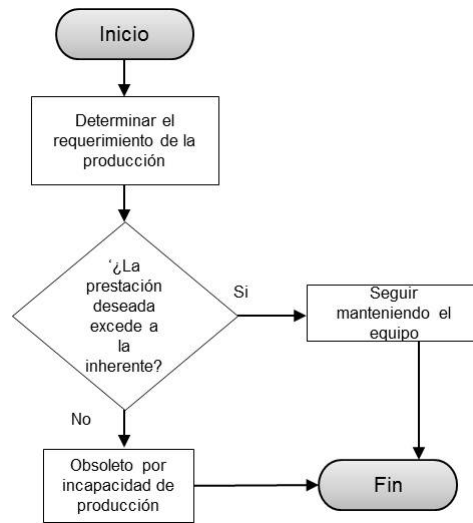 Inicio
Determinar el
requerimiento de la
producción
'¿La
prestación
deseada
excede a
la
inherente?
Si
Seguir
manteniendo el
equipo
No
Obsoleto por
incapacidad de
producción
Fin